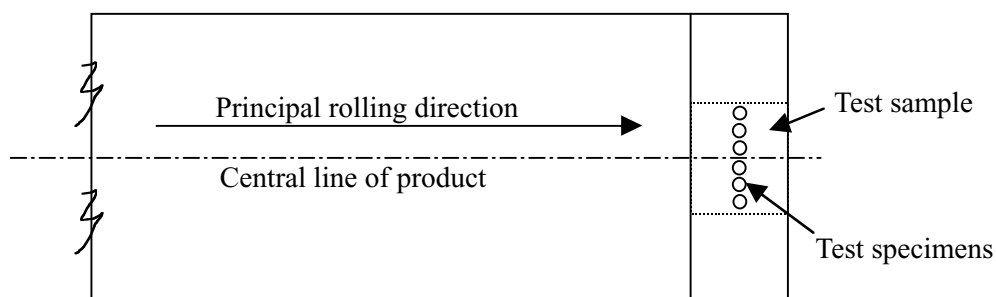 Principal rolling direction
Test sample
Central line of product
Test specimens